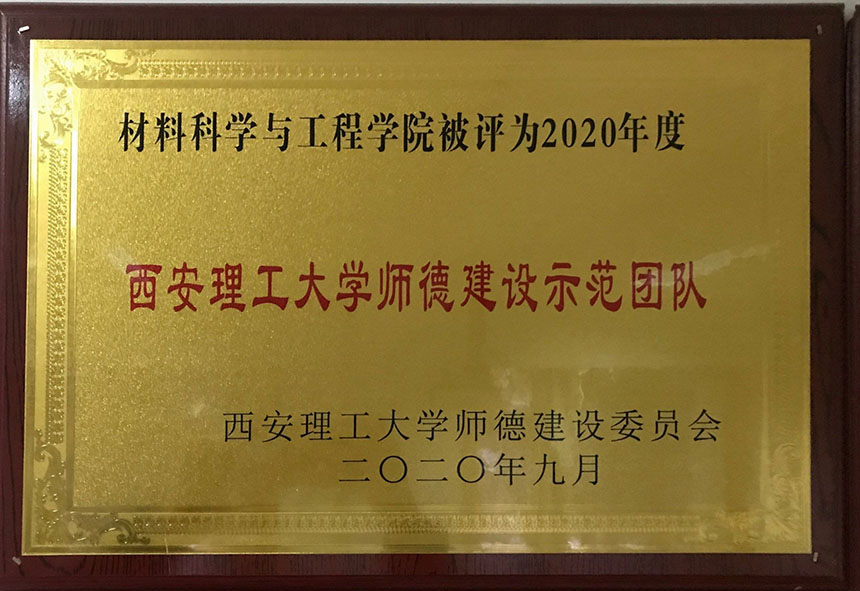 材料科学与工程学院被评为2020年度
西安理工大学师德建设示范团队
西安理工大学师德建设委员会
二〇二〇年九月